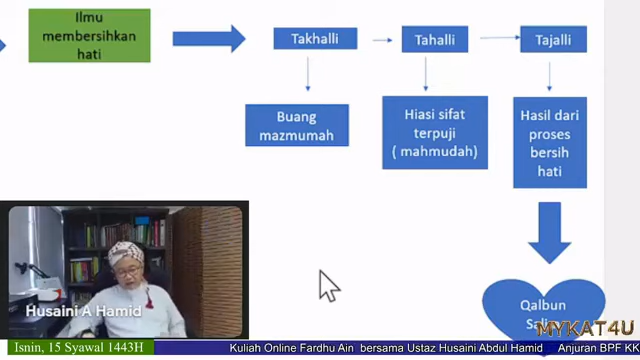 Ilmu
membersihkan
hati
Takhalli
Tahalli
Tajalli
Buang
mazmumah
Hiasi sifat
terpuji
( mahmudah)
Hasil dari
proses
bersih
hati
Qalbun
MYKAT4U
Husaini A Hamid
Isnin, 15 Syawal 1443H
Kuliah Online Fardhu Ain bersama Ustaz Husaini Abdul Hamid
Anjuran BPF KK